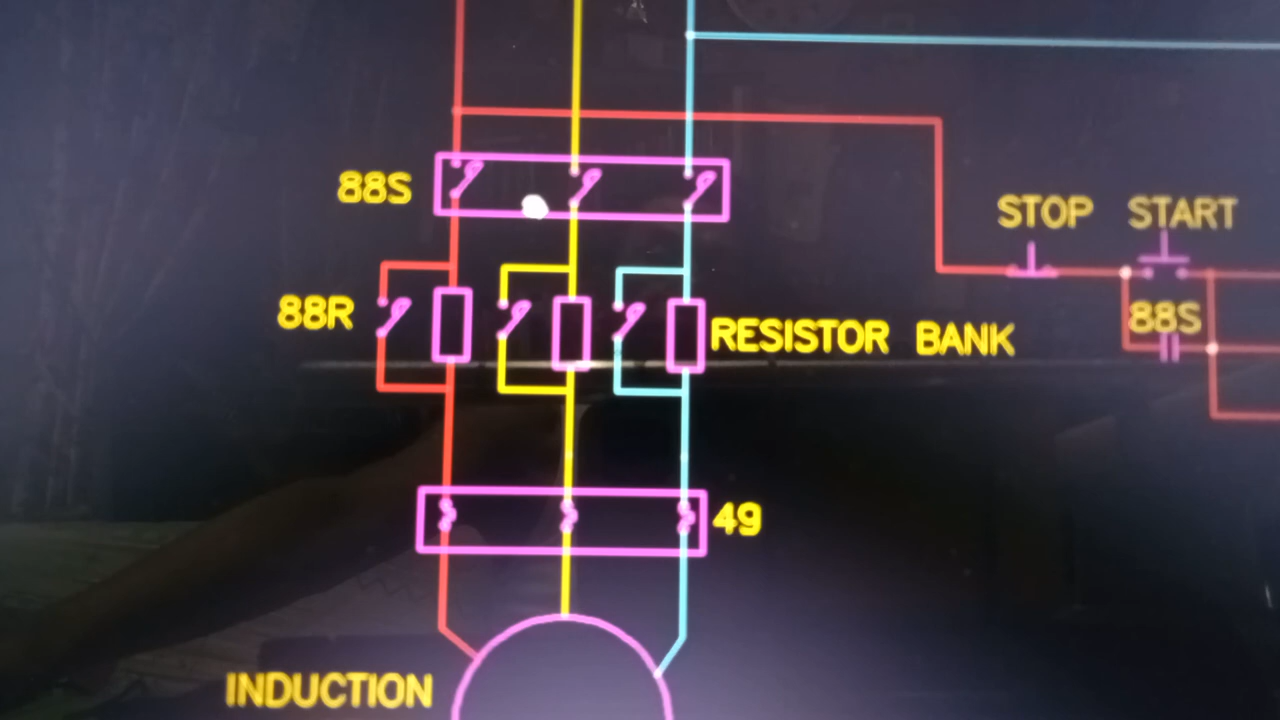 88S
STOP START
88R
88S
RESISTOR BANK
49
INDUCTION